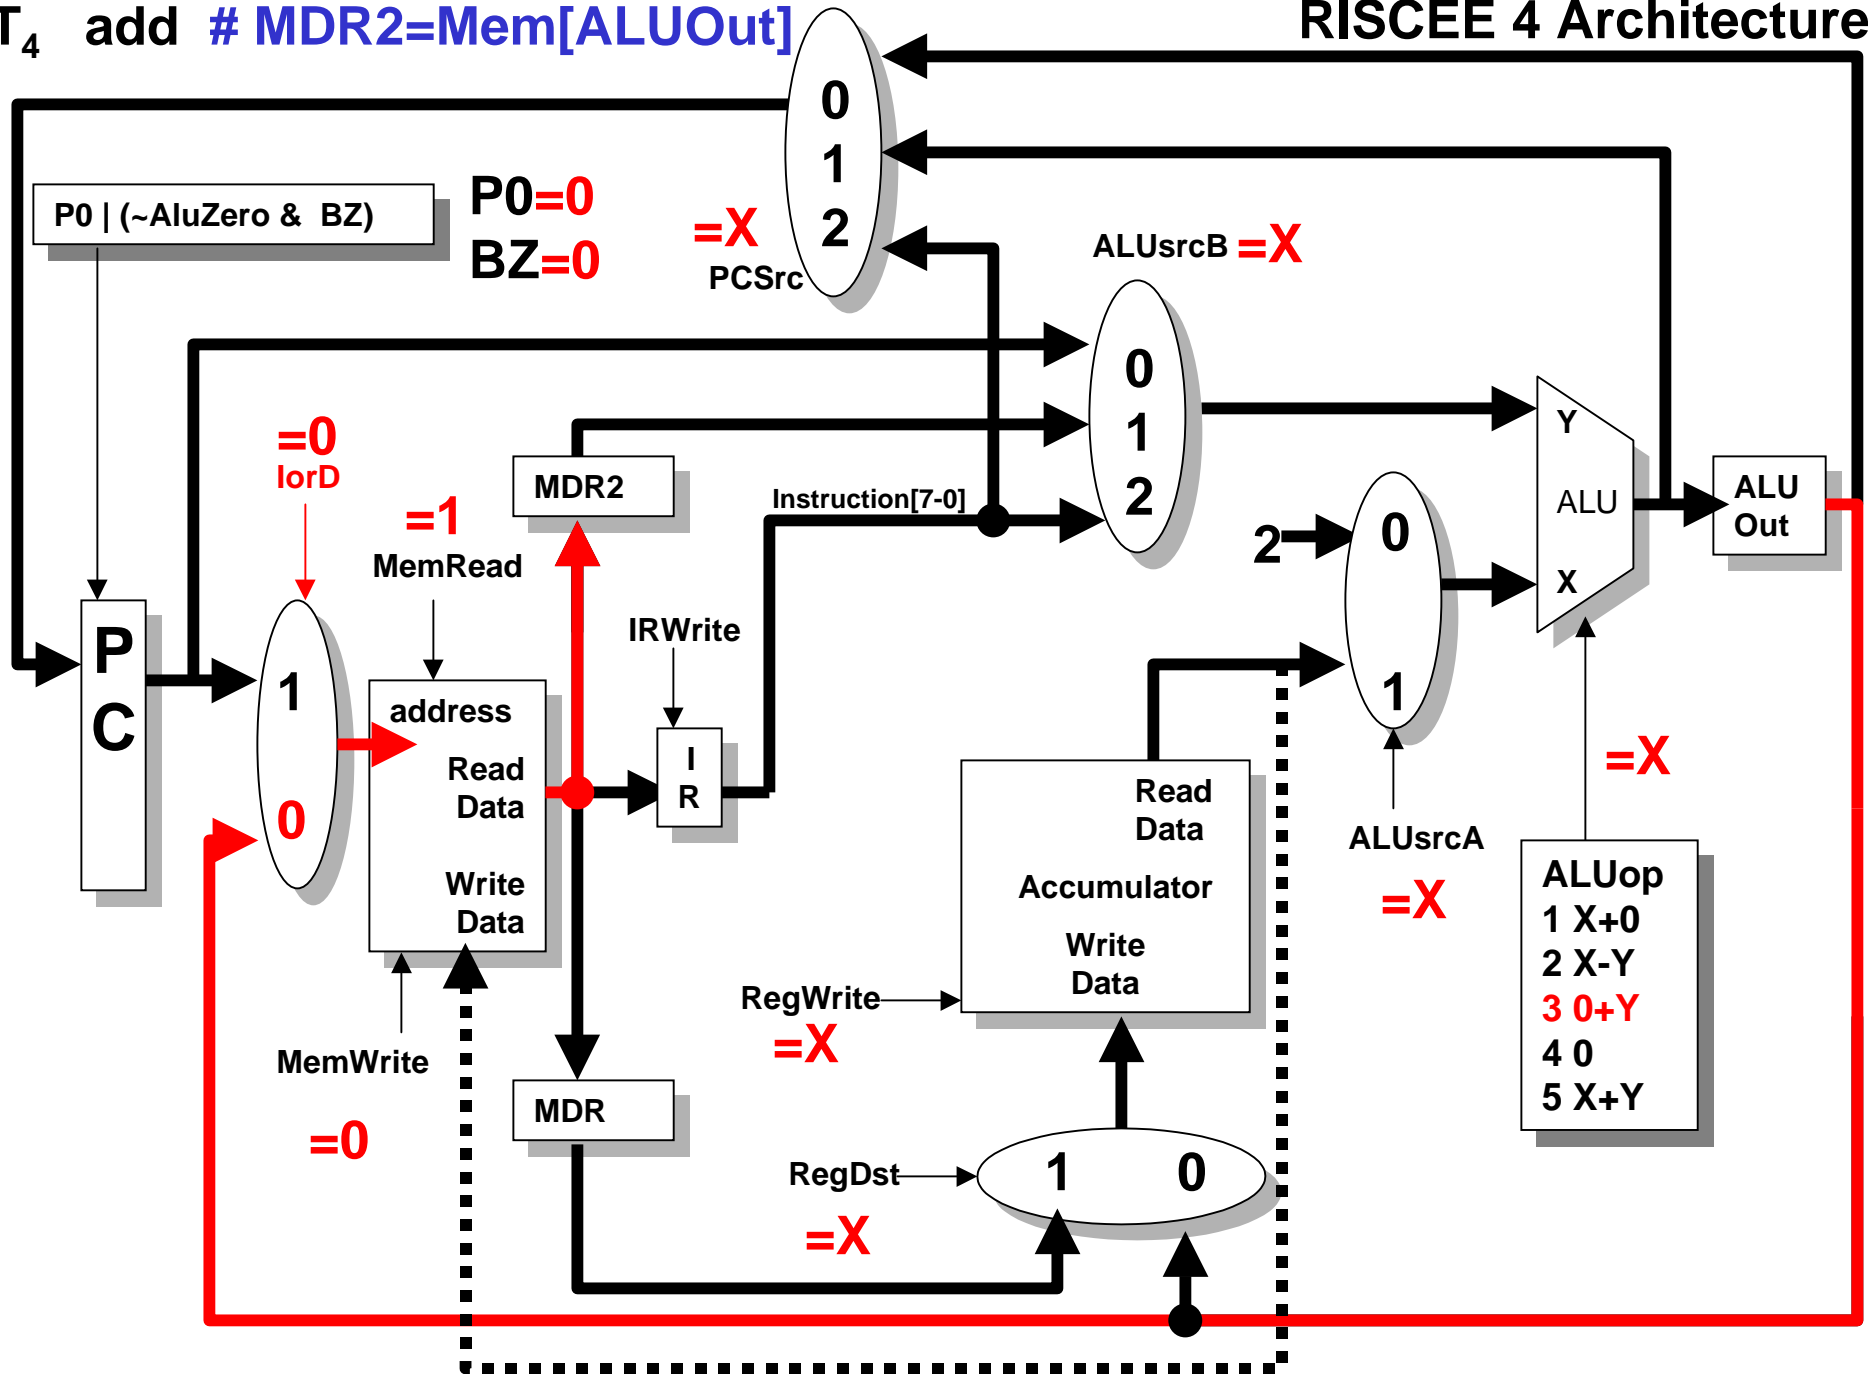 T4 add # MDR2=Mem[ALUOut]
RISCEE 4 Architecture
0
1
2
P0 | (~AluZero & BZ)
P0=0
BZ=0
=X
PCSrc
ALUsrcB =X
0
1
2
=0
IorD
=1
MemRead
MDR2
Instruction[7-0]
Y
ALU
X
ALU
Out
2
0
1
P
C
1
0
address
Read
Data
Write
Data
IRWrite
I
R
=X
Read
Data
Accumulator
Write
Data
ALUsrcA
=X
ALUop
1 X+0
2 X-Y
3 0+Y
4 0
5 X+Y
RegWrite
=X
MemWrite
=0
MDR
RegDst
=X
1 0